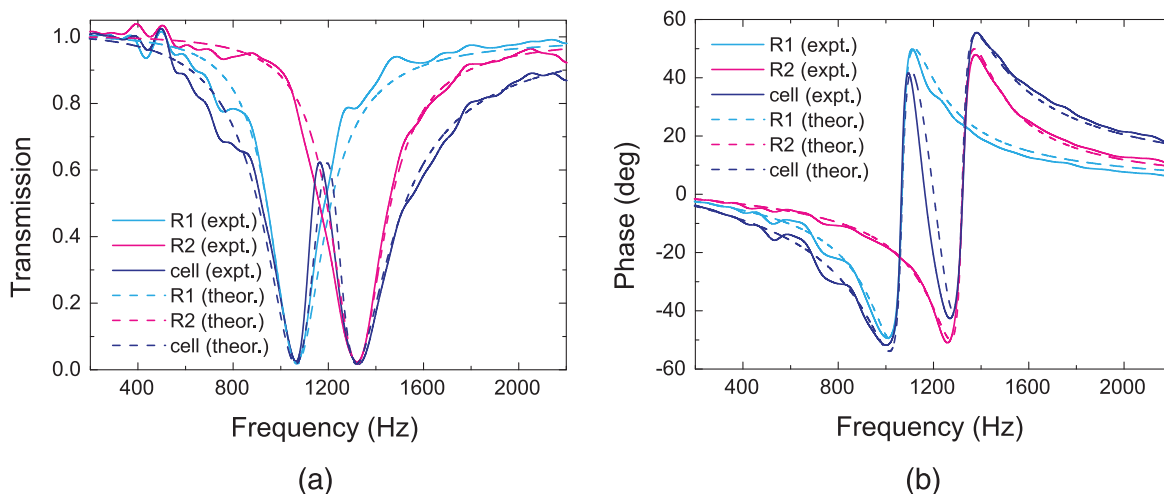 1.0
0.8
0.6
0.4
0.2
0.0
Transmission
R1 (expt.)
R2 (expt.)
cell (expt.)
R1 (theor.)
R2 (theor.)
cell (theor.)
400 800 1200 1600 2000
Frequency (Hz)
(a)
60
40
20
0
-20
-40
-60
Phase (deg)
R1 (expt.)
R2 (expt.)
cell (expt.)
R1 (theor.)
R2 (theor.)
cell (theor.)
400 800 1200 1600 2000
Frequency (Hz)
(b)